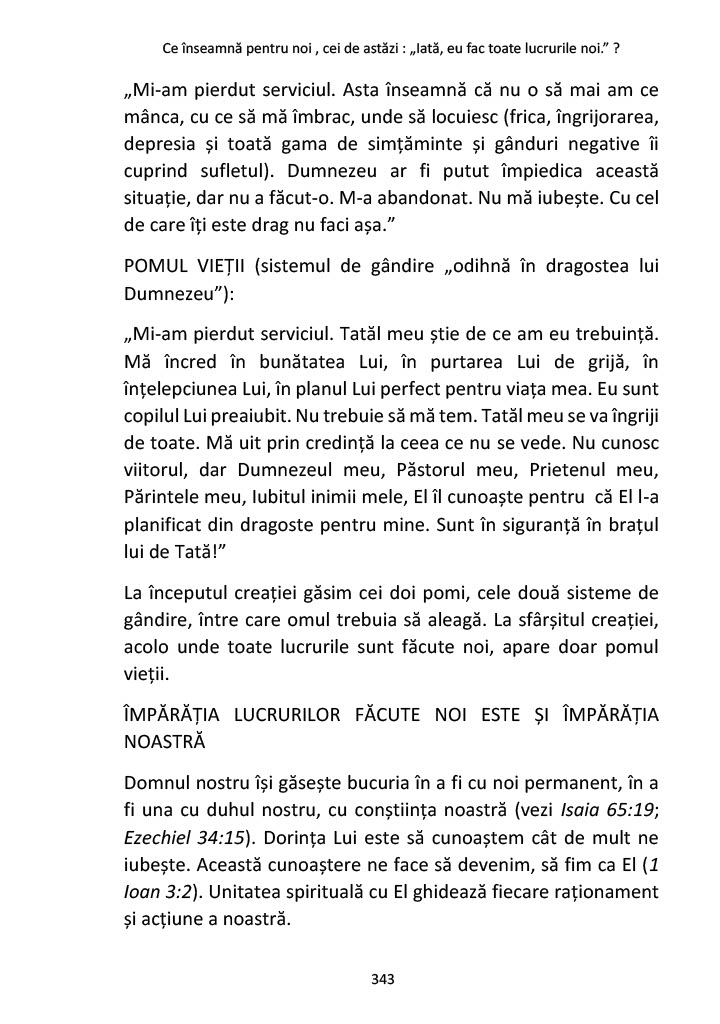 Ce înseamnă pentru noi , cei de astăzi : „Iată, eu fac toate lucrurile noi.” ?
„Mi-am pierdut serviciul. Asta înseamnă că nu o să mai am ce
mânca, cu ce să mă îmbrac, unde să locuiesc (frica, îngrijorarea,
depresia și toată gama de simțăminte și gânduri negative îi
cuprind sufletul). Dumnezeu ar fi putut împiedica această
situație, dar nu a făcut-o. M-a abandonat. Nu mă iubește. Cu cel
de care îți este drag nu faci așa.”
POMUL VIEȚII (sistemul de gândire „odihnă în dragostea lui
Dumnezeu”):
„Mi-am pierdut serviciul. Tatăl meu știe de ce am eu trebuință.
Mă încred în bunătatea Lui, în purtarea Lui de grijă, în
înțelepciunea Lui, în planul Lui perfect pentru viața mea. Eu sunt
copilul Lui preaiubit. Nu trebuie să mă tem. Tatăl meu se va îngriji
de toate. Mă uit prin credință la ceea ce nu se vede. Nu cunosc
viitorul, dar Dumnezeul meu, Păstorul meu, Prietenul meu,
Părintele meu, Iubitul inimii mele, El îl cunoaște pentru  că El l-a
planificat din dragoste pentru mine. Sunt în siguranță în brațul
lui de Tată!”
La începutul creației găsim cei doi pomi, cele două sisteme de
gândire, între care omul trebuia să aleagă. La sfârșitul creației,
acolo unde toate lucrurile sunt făcute noi, apare doar pomul
vieții.
ÎMPĂRĂȚIA LUCRURILOR FĂCUTE NOI ESTE ȘI ÎMPĂRĂȚIA
NOASTRĂ
Domnul nostru își găsește bucuria în a fi cu noi permanent, în a
fi una cu duhul nostru, cu conștiința noastră (vezi Isaia 65:19;
Ezechiel 34:15). Dorința Lui este să cunoaștem cât de mult ne
iubește. Această cunoaștere ne face să devenim, să fim ca El (1
Ioan 3:2). Unitatea spirituală cu El ghidează fiecare raționament
și acțiune a noastră.
343